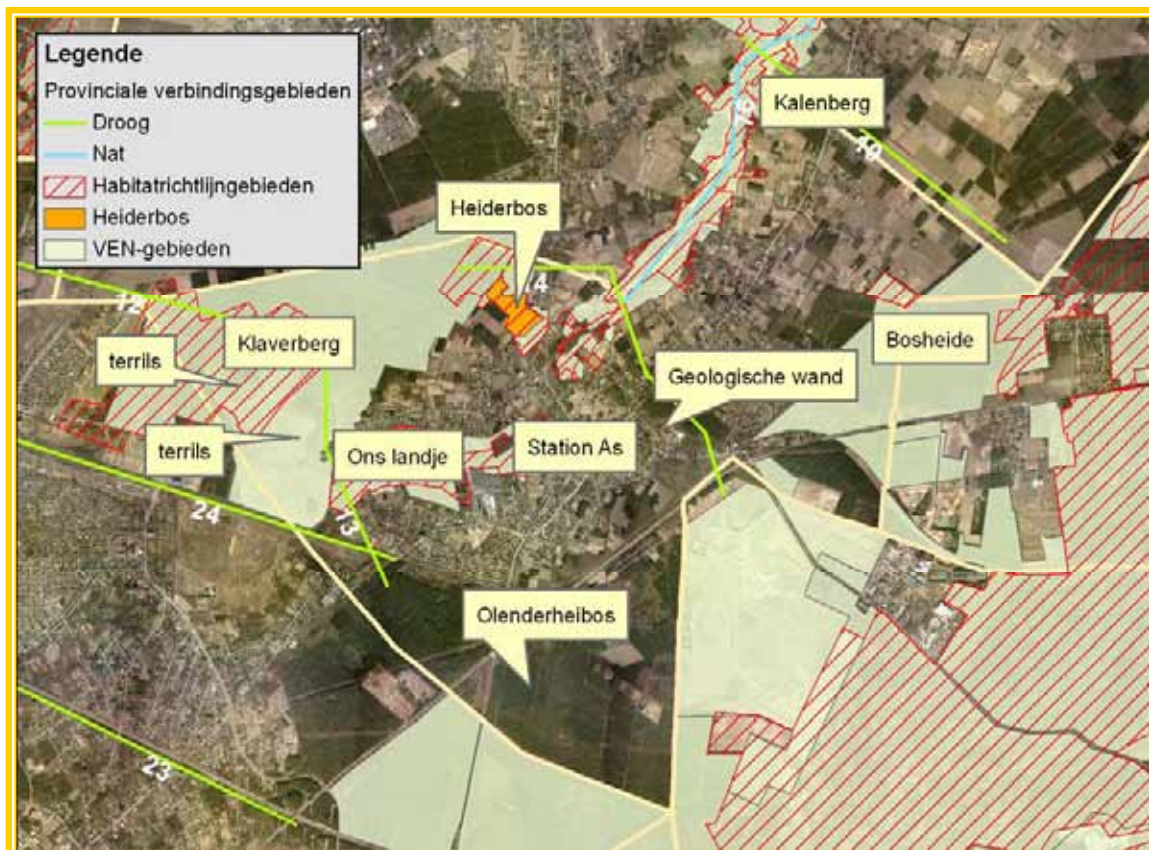 Legende
Provinciale verbindingsgebieden
Droog
Nat
Habitatrichtlijngebieden
Heiderbos
VEN-gebieden
Kalenberg
19
Heiderbos
14
12
Klaverberg
terrils
Bosheide
Geologische wand
terrils
Ons landje
Station As
24
13
Olenderheibos
23